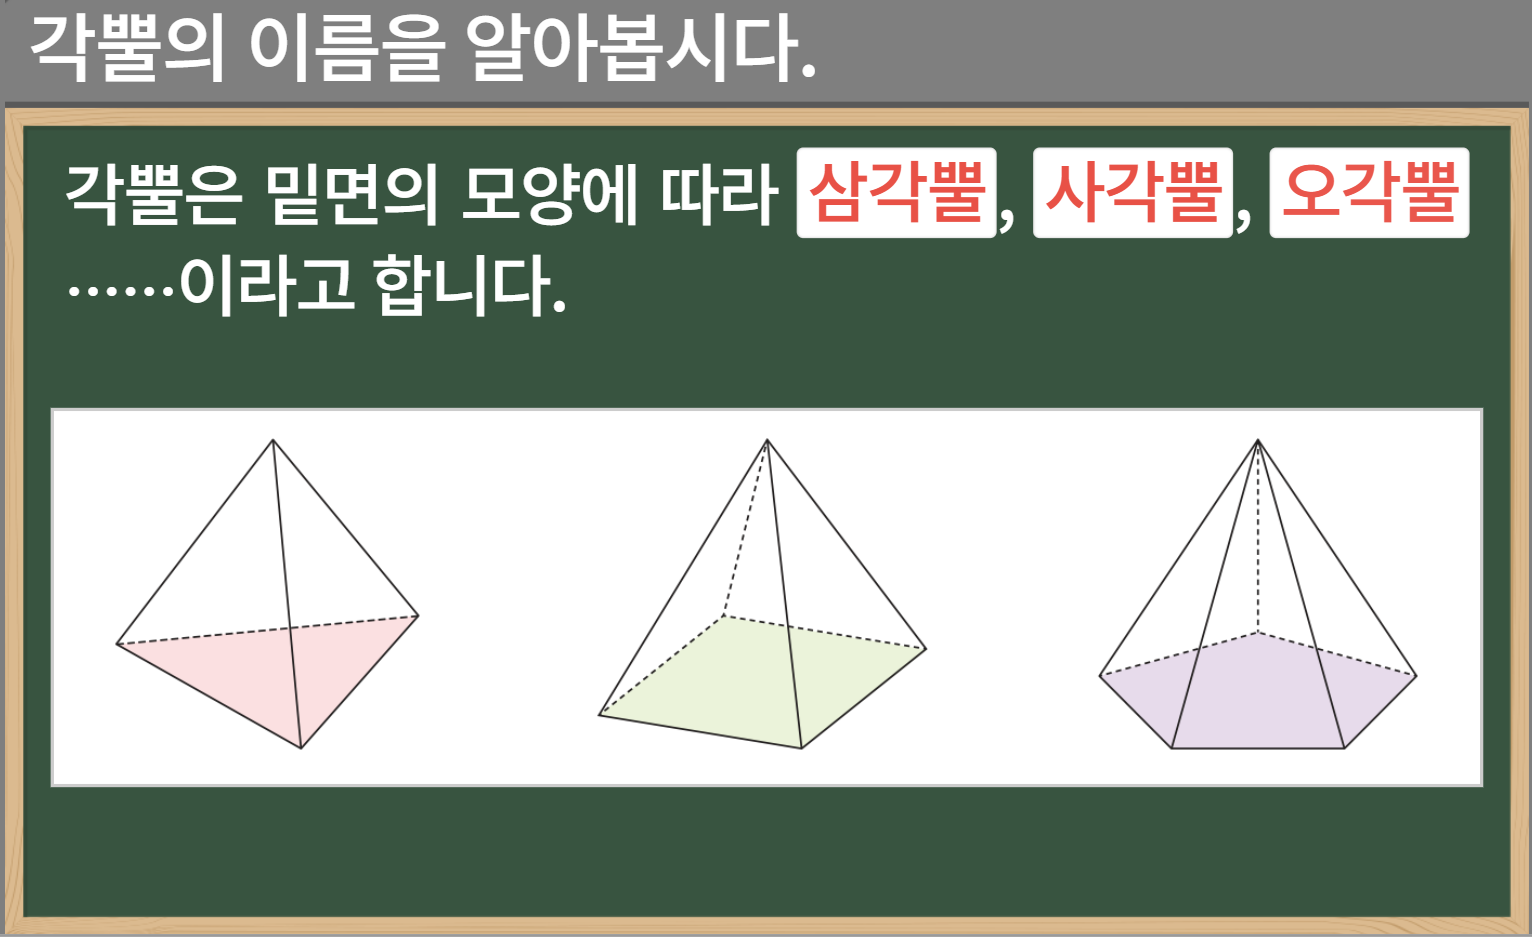 각뿔의 이름을 알아봅시다.
각뿔은 밑면의 모양에 따라 삼각뿔, 사각뿔, 오각뿔
……이라고 합니다.